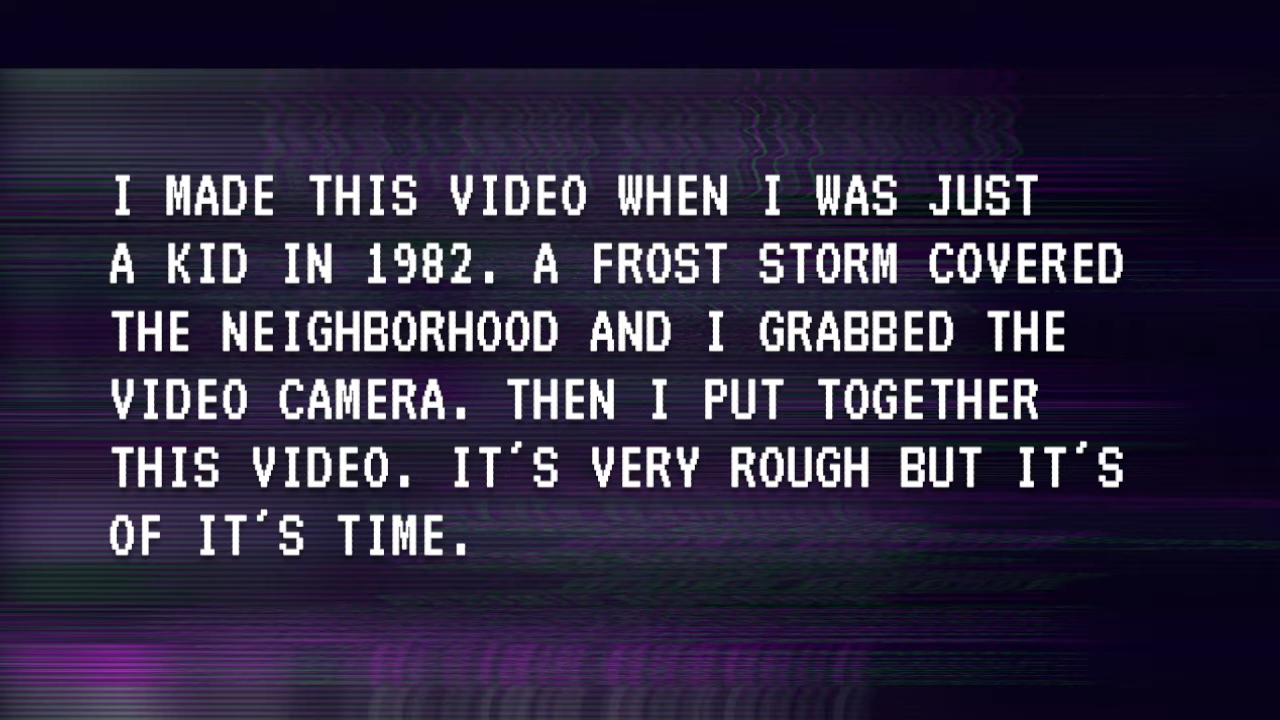 I MADE THIS VIDEO WHEN I WAS JUST
A KID IN 1982. A FROST STORM COVERED
THE NEIGHBORHOOD AND I GRABBED THE
VIDEO CAMERA. THEN I PUT TOGETHER
THIS VIDEO. IT´S VERY ROUGH BUT IT´S
OF IT´S TIME.